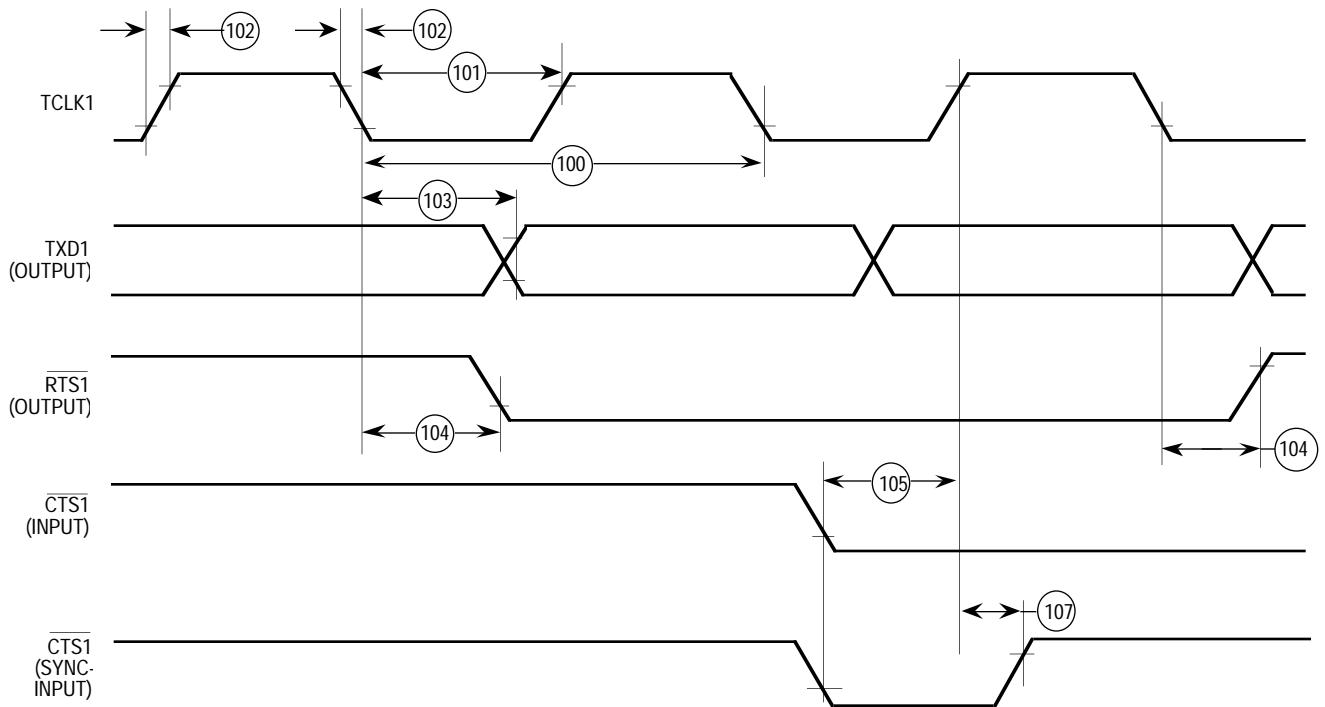 102
102
101
TCLK1
100
103
TXD1
(OUTPUT)
RTS1
(OUTPUT)
104
104
CTS1
(INPUT)
105
107
CTS1
(SYNC-
INPUT)